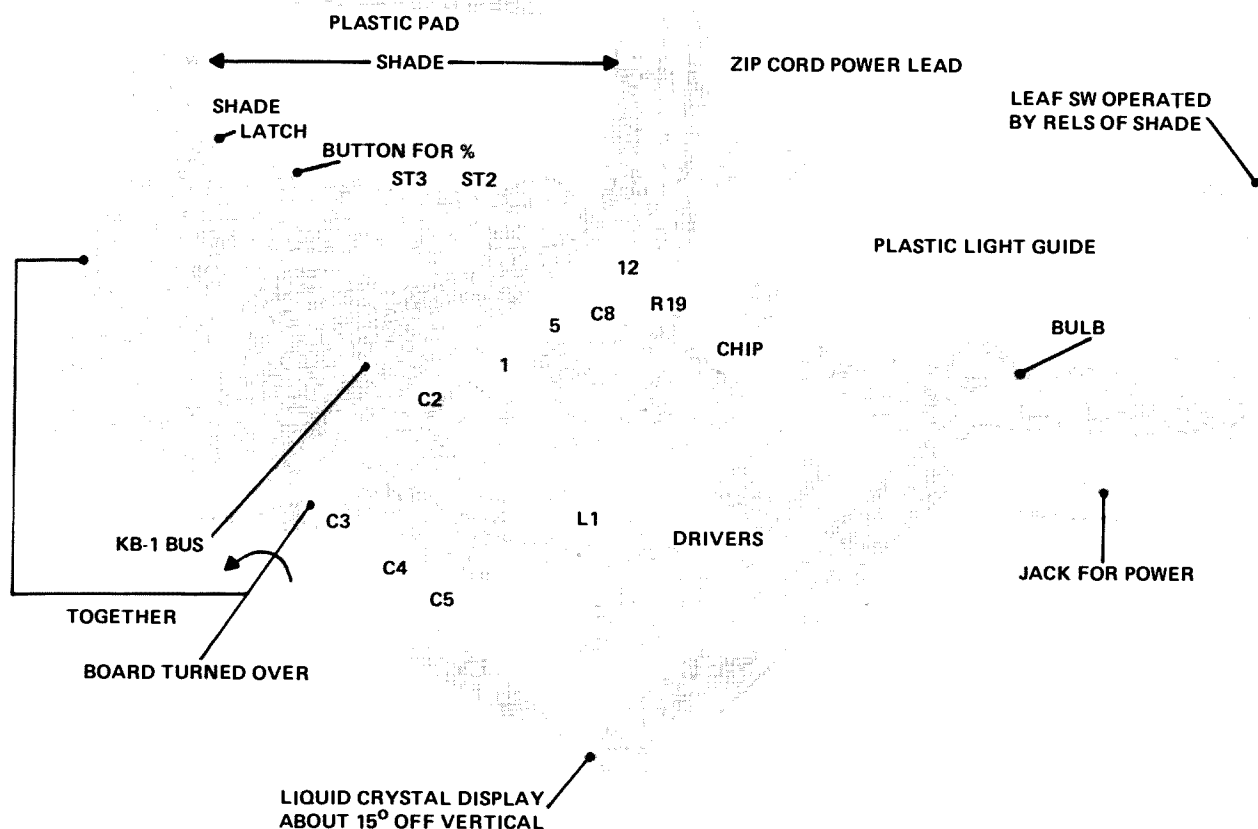 PLASTIC PAD
SHADE
ZIP CORD POWER LEAD
LEAF SW OPERATED
BY RELS OF SHADE
SHADE
LATCH
BUTTON FOR %
ST3 ST2
PLASTIC LIGHT GUIDE
12
R19
C8
5
BULB
CHIP
1
C2
C3
L1
KB-1 BUS
DRIVERS
C4
JACK FOR POWER
C5
TOGETHER
BOARD TURNED OVER
LIQUID CRYSTAL DISPLAY
ABOUT 15° OFF VERTICAL